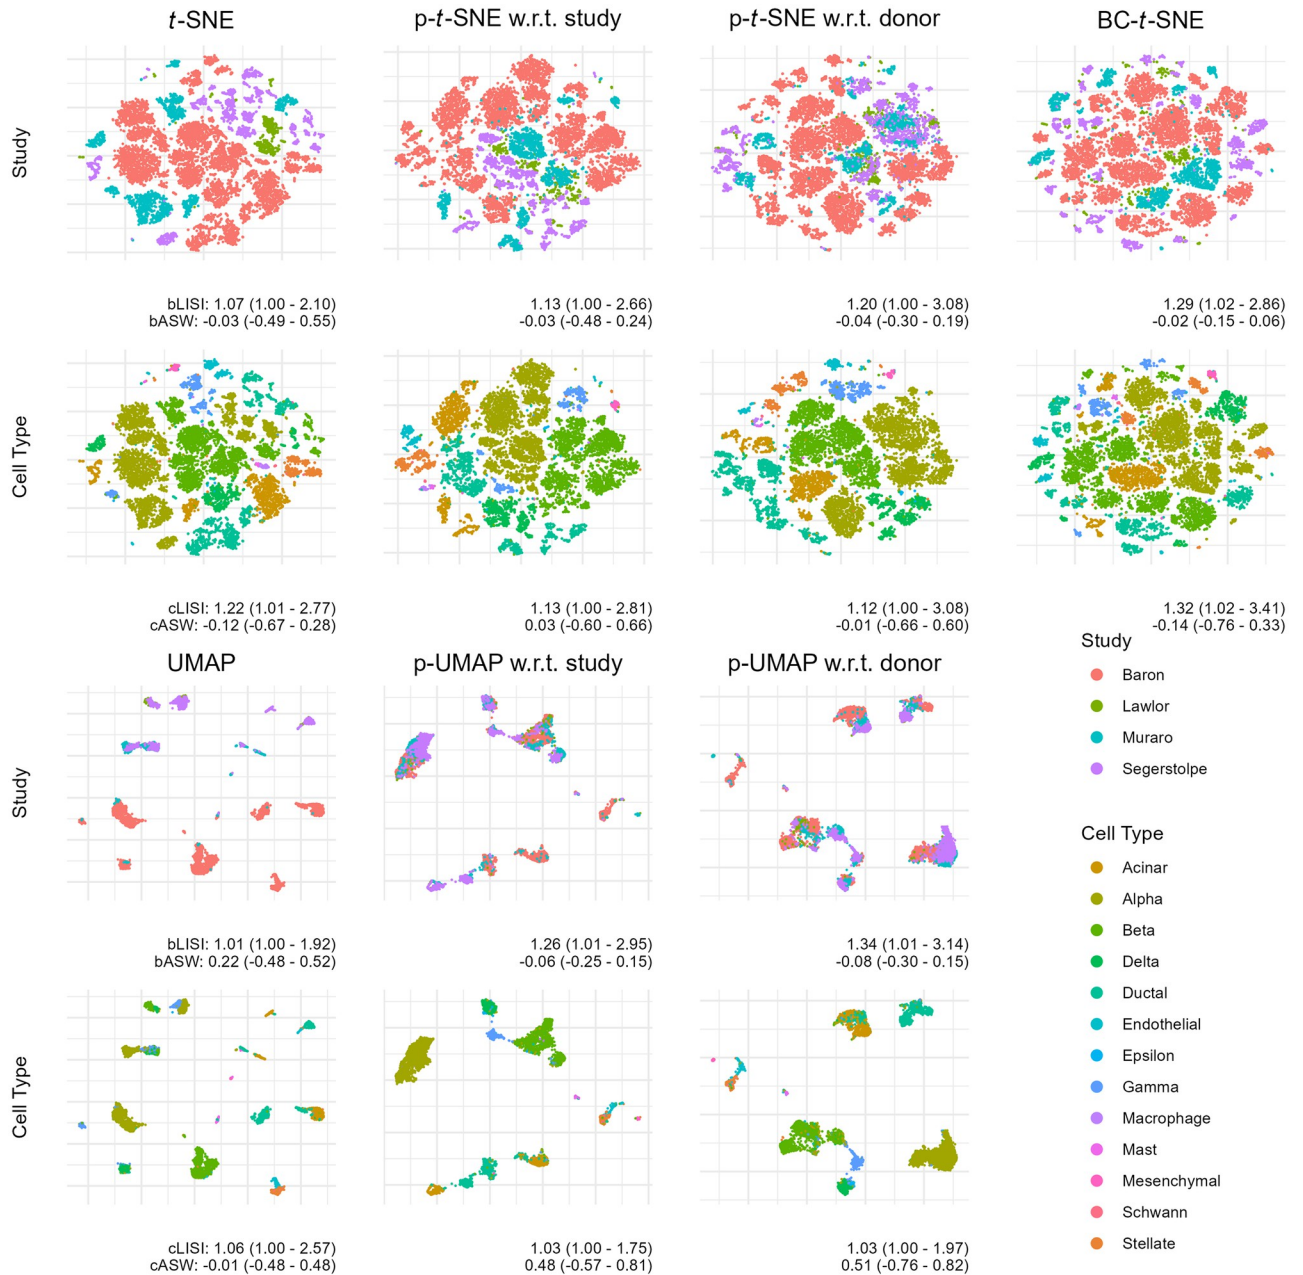 t-SNE
p-t-SNE w.r.t. study
p-t-SNE w.r.t. donor
BC-t-SNE
Study
bLISI: 1.07 (1.00 - 2.10)
bASW: -0.03 (-0.49 - 0.55)
1.13 (1.00 - 2.66)
-0.03 (-0.48 - 0.24)
1.20 (1.00 - 3.08)
-0.04 (-0.30 - 0.19)
1.29 (1.02 - 2.86)
-0.02 (-0.15 - 0.06)
Cell Type
cLISI: 1.22 (1.01 - 2.77)
cASW: -0.12 (-0.67 - 0.28)
1.13 (1.00 - 2.81)
0.03 (-0.60 - 0.66)
1.12 (1.00 - 3.08)
-0.01 (-0.66 - 0.60)
1.32 (1.02 - 3.41)
-0.14 (-0.76 - 0.33)
UMAP
p-UMAP w.r.t. study
p-UMAP w.r.t. donor
Study
bLISI: 1.01 (1.00 - 1.92)
bASW: 0.22 (-0.48 - 0.52)
1.26 (1.01 - 2.95)
-0.06 (-0.25 - 0.15)
1.34 (1.01 - 3.14)
-0.08 (-0.30 - 0.15)
Cell Type
cLISI: 1.06 (1.00 - 2.57)
cASW: -0.01 (-0.48 - 0.48)
1.03 (1.00 - 1.75)
0.48 (-0.57 - 0.81)
1.03 (1.00 - 1.97)
0.51 (-0.76 - 0.82)
Study
Baron
Lawlor
Muraro
Segerstolpe
Cell Type
Acinar
Alpha
Beta
Delta
Ductal
Endothelial
Epsilon
Gamma
Macrophage
Mast
Mesenchymal
Schwann
Stellate